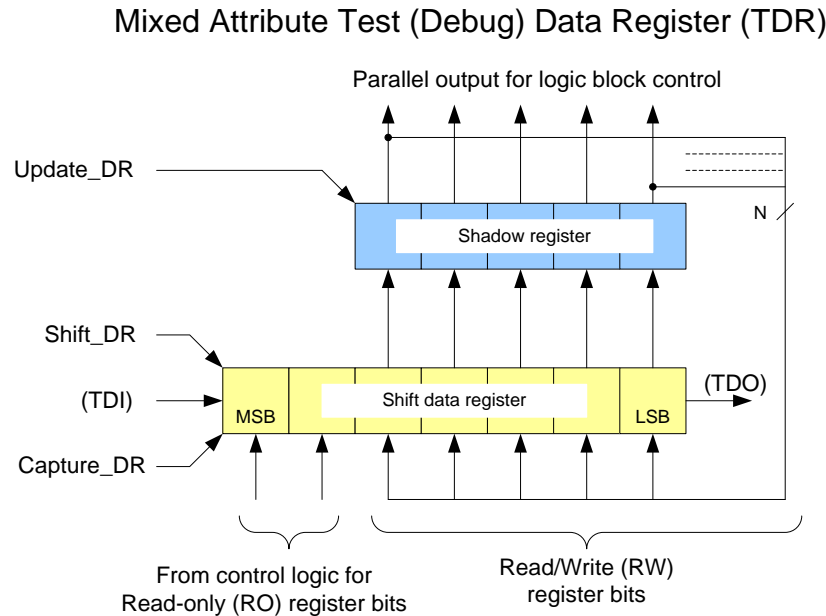 Mixed Attribute Test (Debug) Data Register (TDR)
Parallel output for logic block control
Update_DR
N
Shadow register
Shift_DR
(TDI)
(TDO)
MSB
Shift data register
LSB
Capture_DR
From control logic for
Read-only (RO) register bits
Read/Write (RW)
register bits